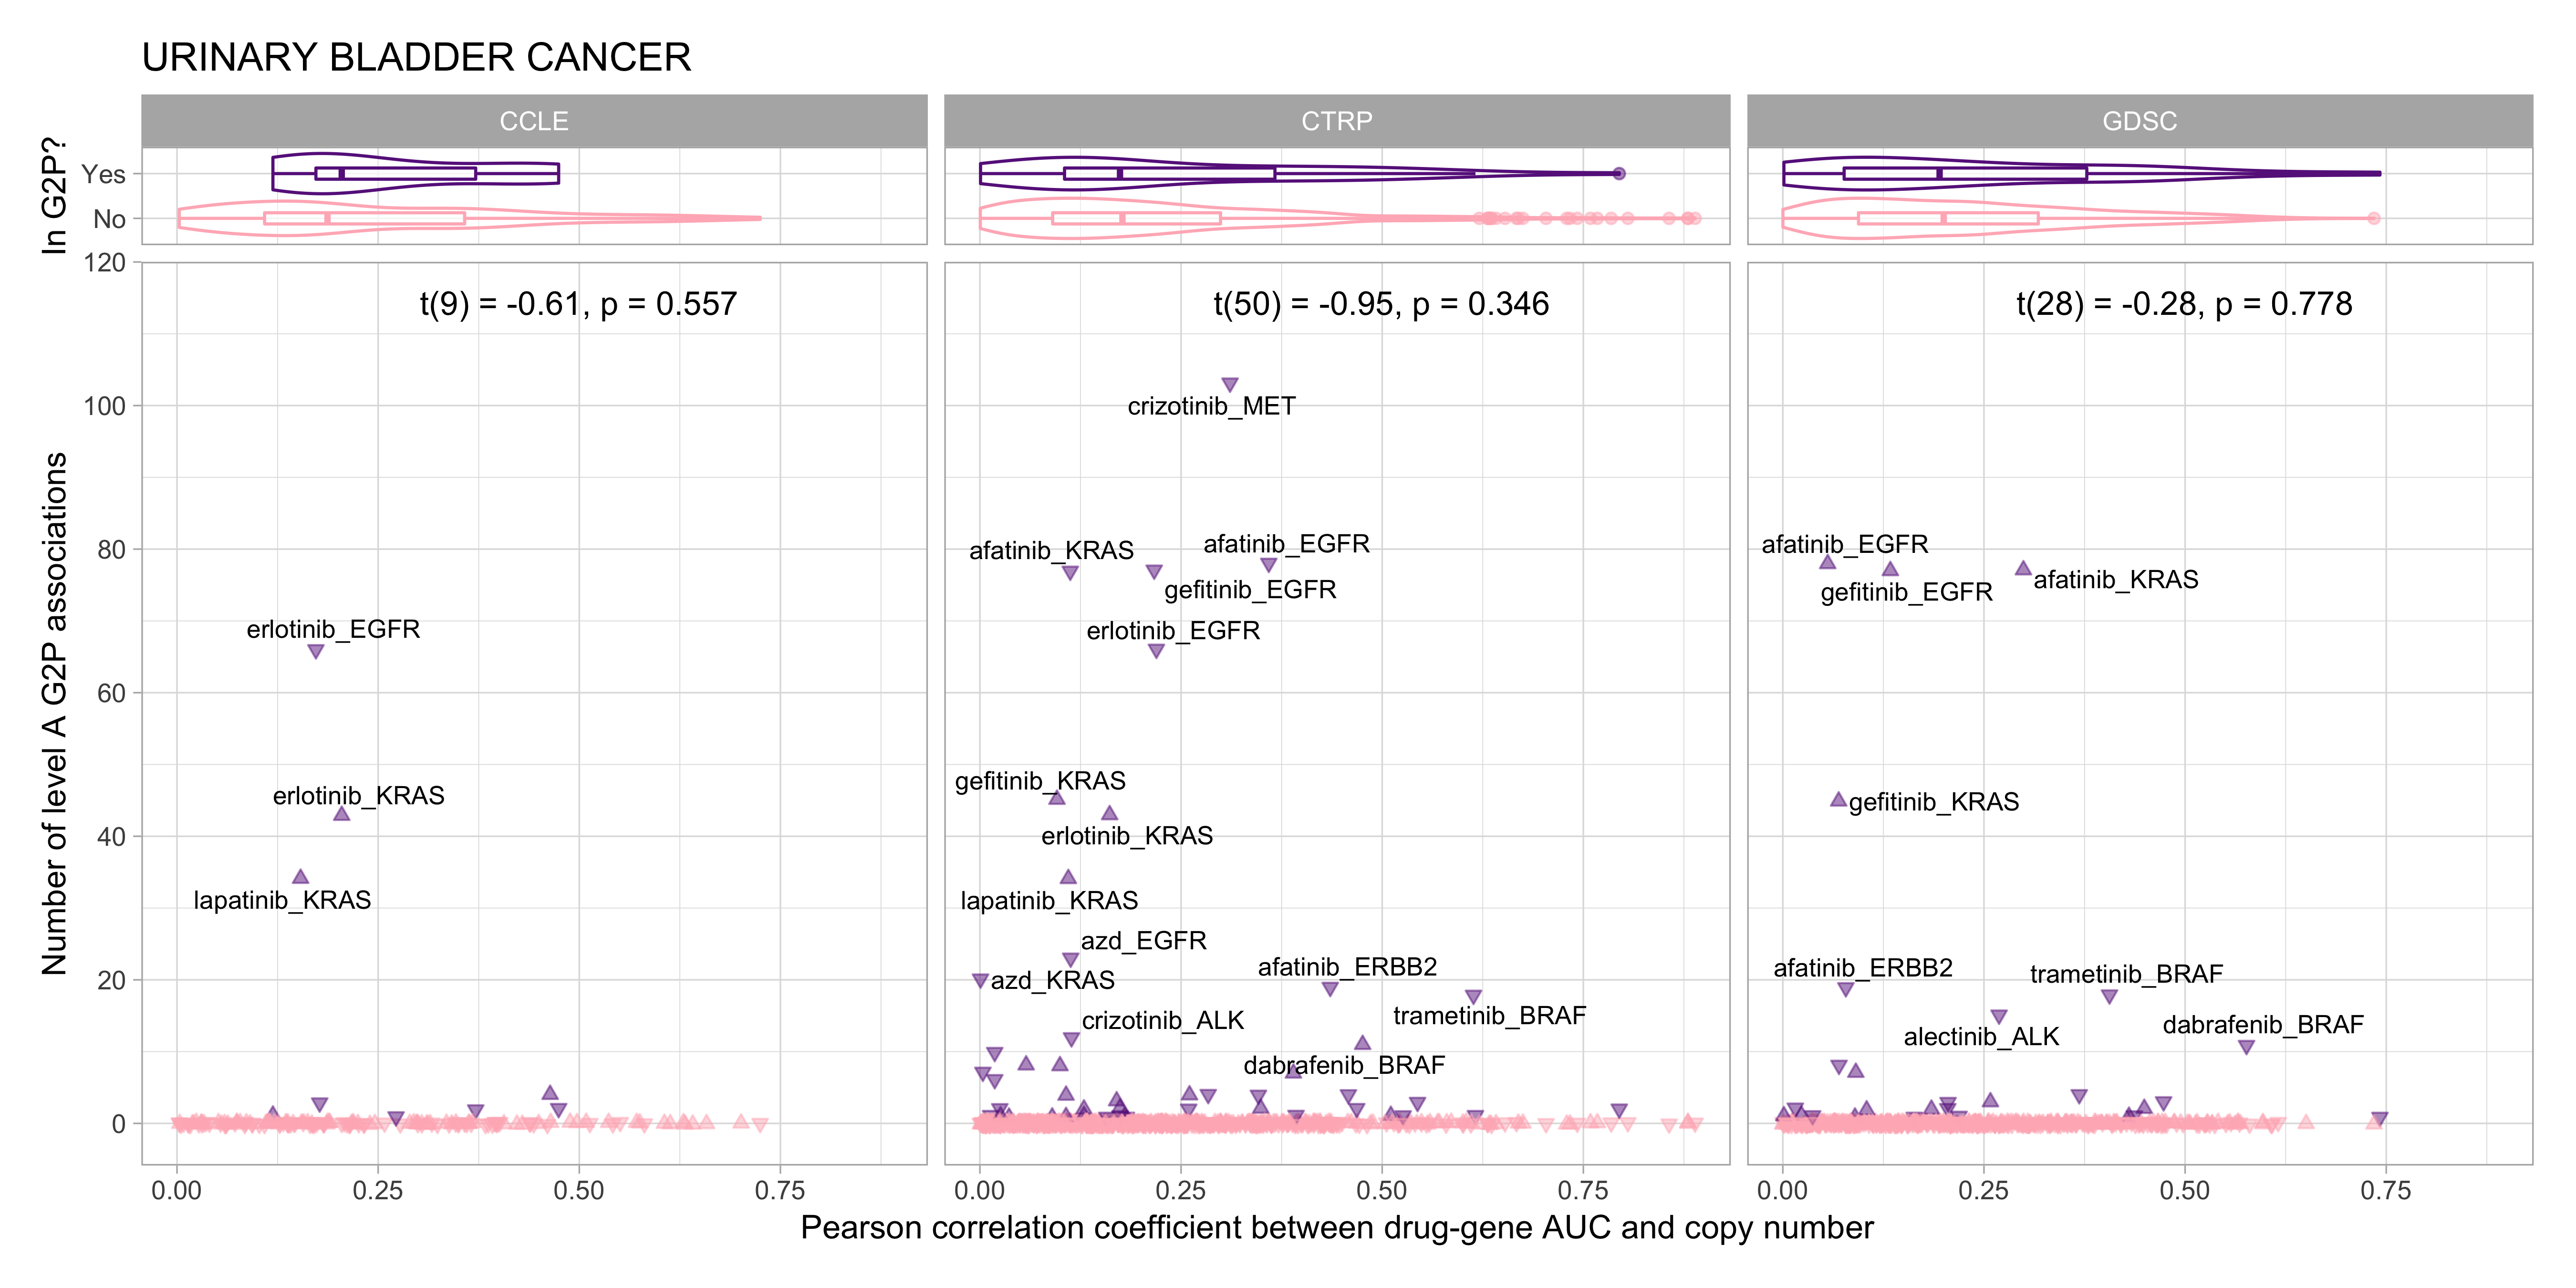 URINARY BLADDER CANCER
CCLE
CTRP
GDSC
In G2P?
Yes
No
Number of level A G2P associations
120
100
80
60
40
20
0
t(9) = -0.61, p = 0.557
erlotinib_EGFR
erlotinib_KRAS
lapatinib_KRAS
t(50) = -0.95, p = 0.346
crizotinib_MET
afatinib_KRAS
afatinib_EGFR
gefitinib_EGFR
erlotinib_EGFR
gefitinib_KRAS
erlotinib_KRAS
lapatinib_KRAS
azd_EGFR
azd_KRAS
afatinib_ERBB2
crizotinib_ALK
trametinib_BRAF
dabrafenib_BRAF
t(28) = -0.28, p = 0.778
afatinib_EGFR
gefitinib_EGFR
afatinib_KRAS
gefitinib_KRAS
afatinib_ERBB2
trametinib_BRAF
alectinib_ALK
dabrafenib_BRAF
0.00 0.25 0.50 0.75
0.00 0.25 0.50 0.75
0.00 0.25 0.50 0.75
Pearson correlation coefficient between drug-gene AUC and copy number